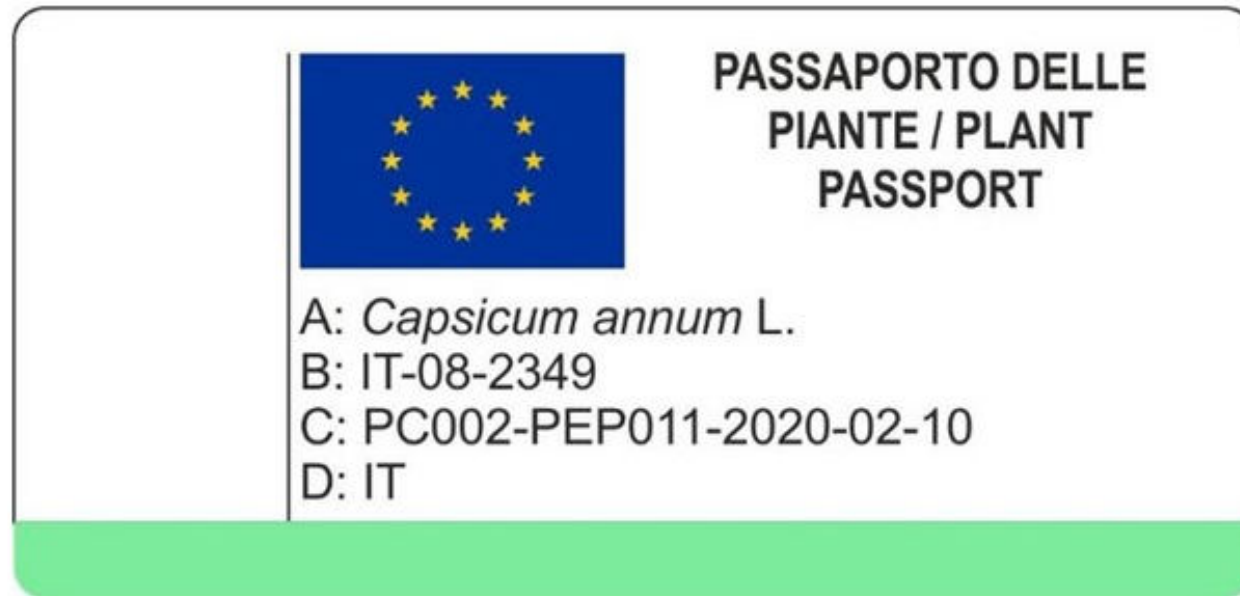 PASSAPORTO DELLE
PIANTE / PLANT
PASSPORT
A: Capsicum annum L.
B: IT-08-2349
C: PC002-PEP011-2020-02-10
D: IT